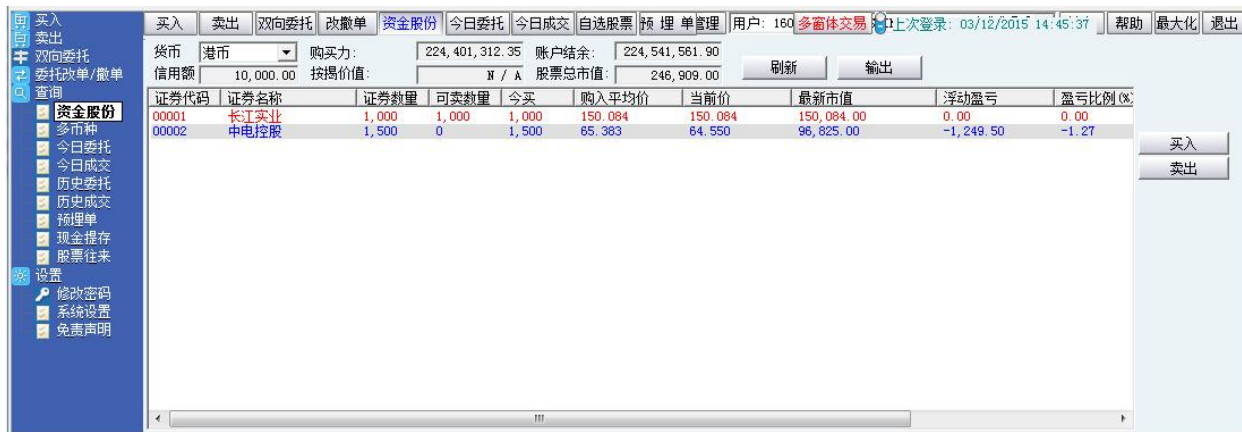 买入
卖出
双向委托
委托改单/撤单
查询
资金股份
多币种
今日委托
今日成交
历史委托
历史成交
预埋单
现金提存
股票往来
设置
修改密码
系统设置
免责声明
买入 卖出 双向委托 改撤单 资金股份 今日委托 今日成交 自选股票 预 埋 单管理 用户: 160 多窗体交易 上次登录: 03/12/2015 14:45:37 帮助 最大化 退出
货币 港币 购买力: 224,401,312.35 账户结余: 224,541,561.90
信用额 10,000.00 按揭价值: N / A 股票总市值: 246,909.00 刷新 输出
证券代码 证券名称 证券数量 可卖数量 今买 购入平均价 当前价 最新市值 浮动盈亏 盈亏比例(%)
00001 长江实业 1,000 1,000 1,000 150.084 150.084 150,084.00 0.00 0.00
00002 中电控股 1,500 0 1,500 65.383 64.550 96,825.00 -1,249.50 -1.27
买入
卖出